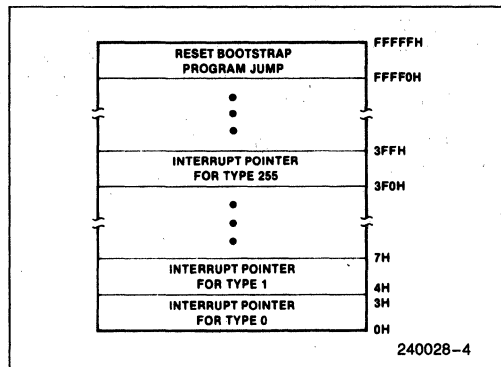 RESET BOOTSTRAP
PROGRAM JUMP
FFFFFH
FFFF0H
INTERRUPT POINTER
FOR TYPE 255
3FFH
3F0H
INTERRUPT POINTER
FOR TYPE 1
7H
4H
INTERRUPT POINTER
FOR TYPE 0
3H
0H
240028-4